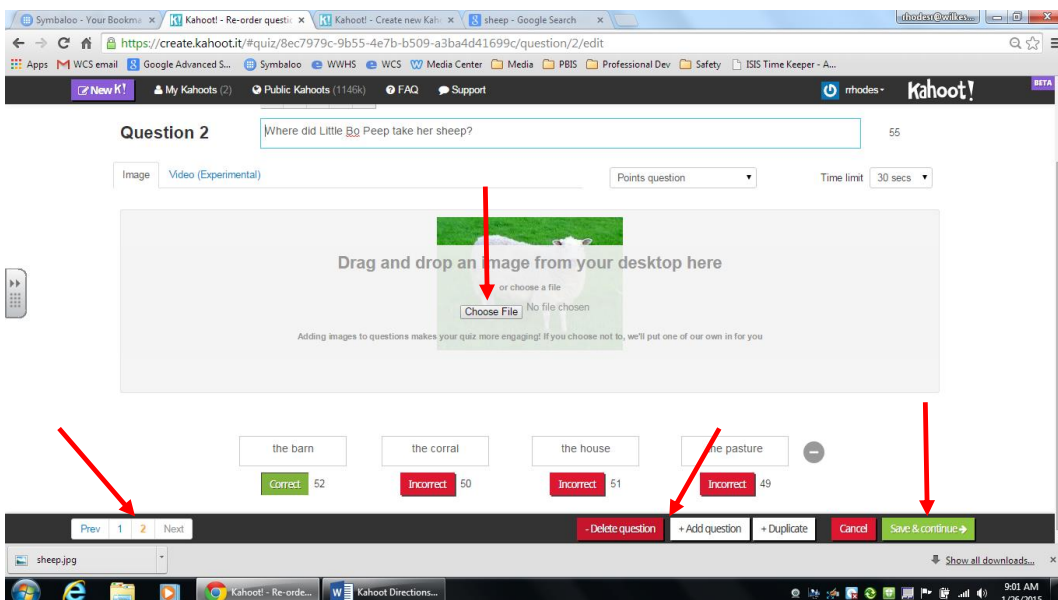 Symbaloo - Your Bookma
Kahoot! - Re-order questic
Kahoot! - Create new Kah
sheep - Google Search
https://create.kahoot.it/#quiz/8ec7979c-9b55-4e7b-b509-a3ba4d41699c/question/2/edit
Apps WCS email Google Advanced S... Symbaloo WWHS WCS Media Center Media PBIS Professional Dev Safety ISIS Time Keeper - A...
New K! My Kahoots (2) Public Kahoots (1146k) FAQ Support rrhodes Kahoot! BETA
Question 2 Where did Little Bo Peep take her sheep? 55
Image Video (Experimental) Points question Time limit 30 secs
Drag and drop an image from your desktop here
or choose a file
Choose File No file chosen
Adding images to questions makes your quiz more engaging! If you choose not to, we'll put one of our own in for you
the barn the corral the house the pasture
Correct 52 Incorrect 50 Incorrect 51 Incorrect 49
Prev 1 2 Next - Delete question + Add question + Duplicate Cancel Save & continue
sheep.jpg Show all downloads...
Kahoot! - Re-orde... Kahoot Directions... 9:01 AM
1/26/2015